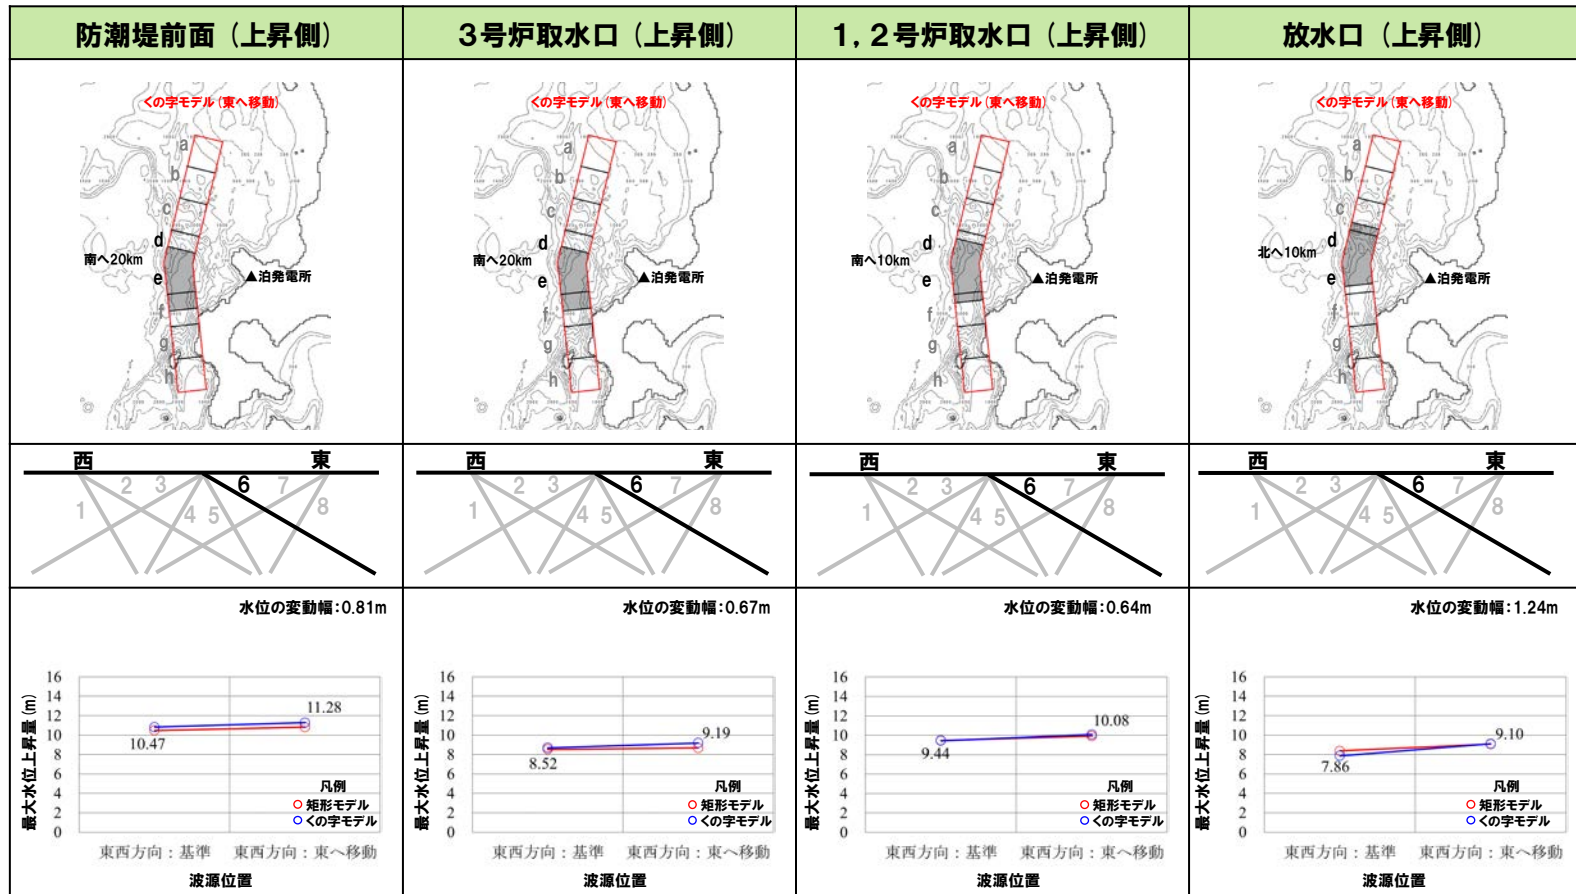 防潮堤前面（上昇側）
３号炉取水口（上昇側）
１，２号炉取水口（上昇側）
放水口（上昇側）
くの字モデル（東へ移動）
a
b
c
d
南へ20km
e
▲泊発電所
f
g
h
くの字モデル（東へ移動）
a
b
c
d
南へ20km
e
▲泊発電所
f
g
h
くの字モデル（東へ移動）
a
b
c
d
南へ10km
e
▲泊発電所
f
g
h
くの字モデル（東へ移動）
a
b
c
d
北へ10km
e
▲泊発電所
f
g
h
西 東
1 2 3 4 5 6 7 8
西 東
1 2 3 4 5 6 7 8
西 東
1 2 3 4 5 6 7 8
西 東
1 2 3 4 5 6 7 8
水位の変動幅：0.81m
最大水位上昇量(m)
16
14
12
10
8
6
4
2
0
10.47
11.28
凡例
矩形モデル
くの字モデル
東西方向：基準 東西方向：東へ移動
波源位置
水位の変動幅：0.67m
最大水位上昇量(m)
16
14
12
10
8
6
4
2
0
8.52
9.19
凡例
矩形モデル
くの字モデル
東西方向：基準 東西方向：東へ移動
波源位置
水位の変動幅：0.64m
最大水位上昇量(m)
16
14
12
10
8
6
4
2
0
9.44
10.08
凡例
矩形モデル
くの字モデル
東西方向：基準 東西方向：東へ移動
波源位置
水位の変動幅：1.24m
最大水位上昇量(m)
16
14
12
10
8
6
4
2
0
7.86
9.10
凡例
矩形モデル
くの字モデル
東西方向：基準 東西方向：東へ移動
波源位置